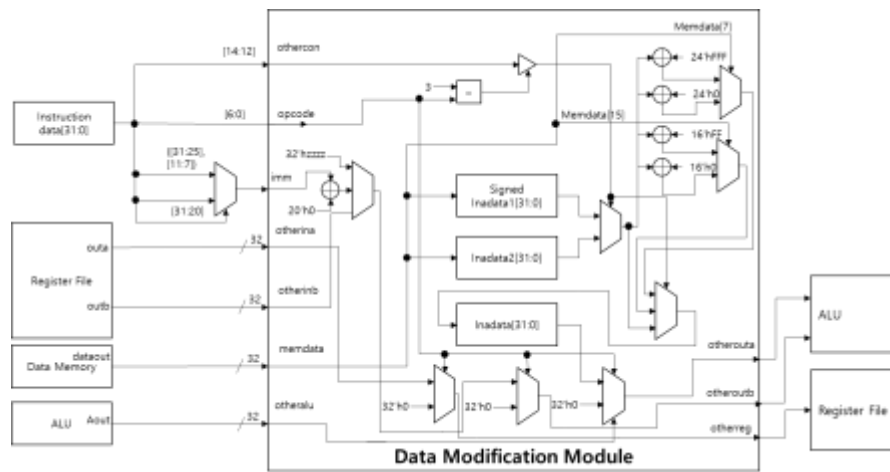 Memdata(7)
[14:12]
othercon
24'hFFF
3
=
Instruction
data(31:0)
[6:0]
opcode
24'h0
Memdata(15)
16'hFF
([31:25],
[11:7])
32'hzzzz
imm
16'h0
Signed
Inadata1(31:0)
[31:20]
20'h0
otherina
outa
32
Inadata2(31:0)
Register File
otherinb
outb
32
Inadata(31:0)
ALU
memdata
dataout
Data Memory
32
otherouta
32'h0
32'h0
32'h0
otheroutb
otheralu
Aout
ALU
32
otherreg
Register File
Data Modification Module